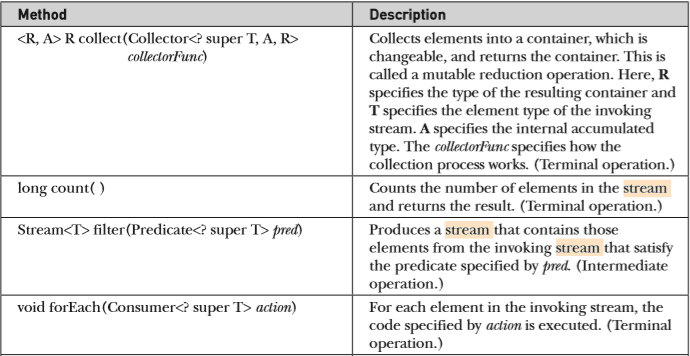 Method
Description
<R, A> R collect(Collector<? super T, A, R>
collectorFunc)
Collects elements into a container, which is
changeable, and returns the container. This is
called a mutable reduction operation. Here, R
specifies the type of the resulting container and
T specifies the element type of the invoking
stream. A specifies the internal accumulated
type. The collectorFunc specifies how the
collection process works. (Terminal operation.)
long count( )
Counts the number of elements in the stream
and returns the result. (Terminal operation.)
Stream<T> filter(Predicate<? super T> pred)
Produces a stream that contains those
elements from the invoking stream that satisfy
the predicate specified by pred. (Intermediate
operation.)
void forEach(Consumer<? super T> action)
For each element in the invoking stream, the
code specified by action is executed. (Terminal
operation.)